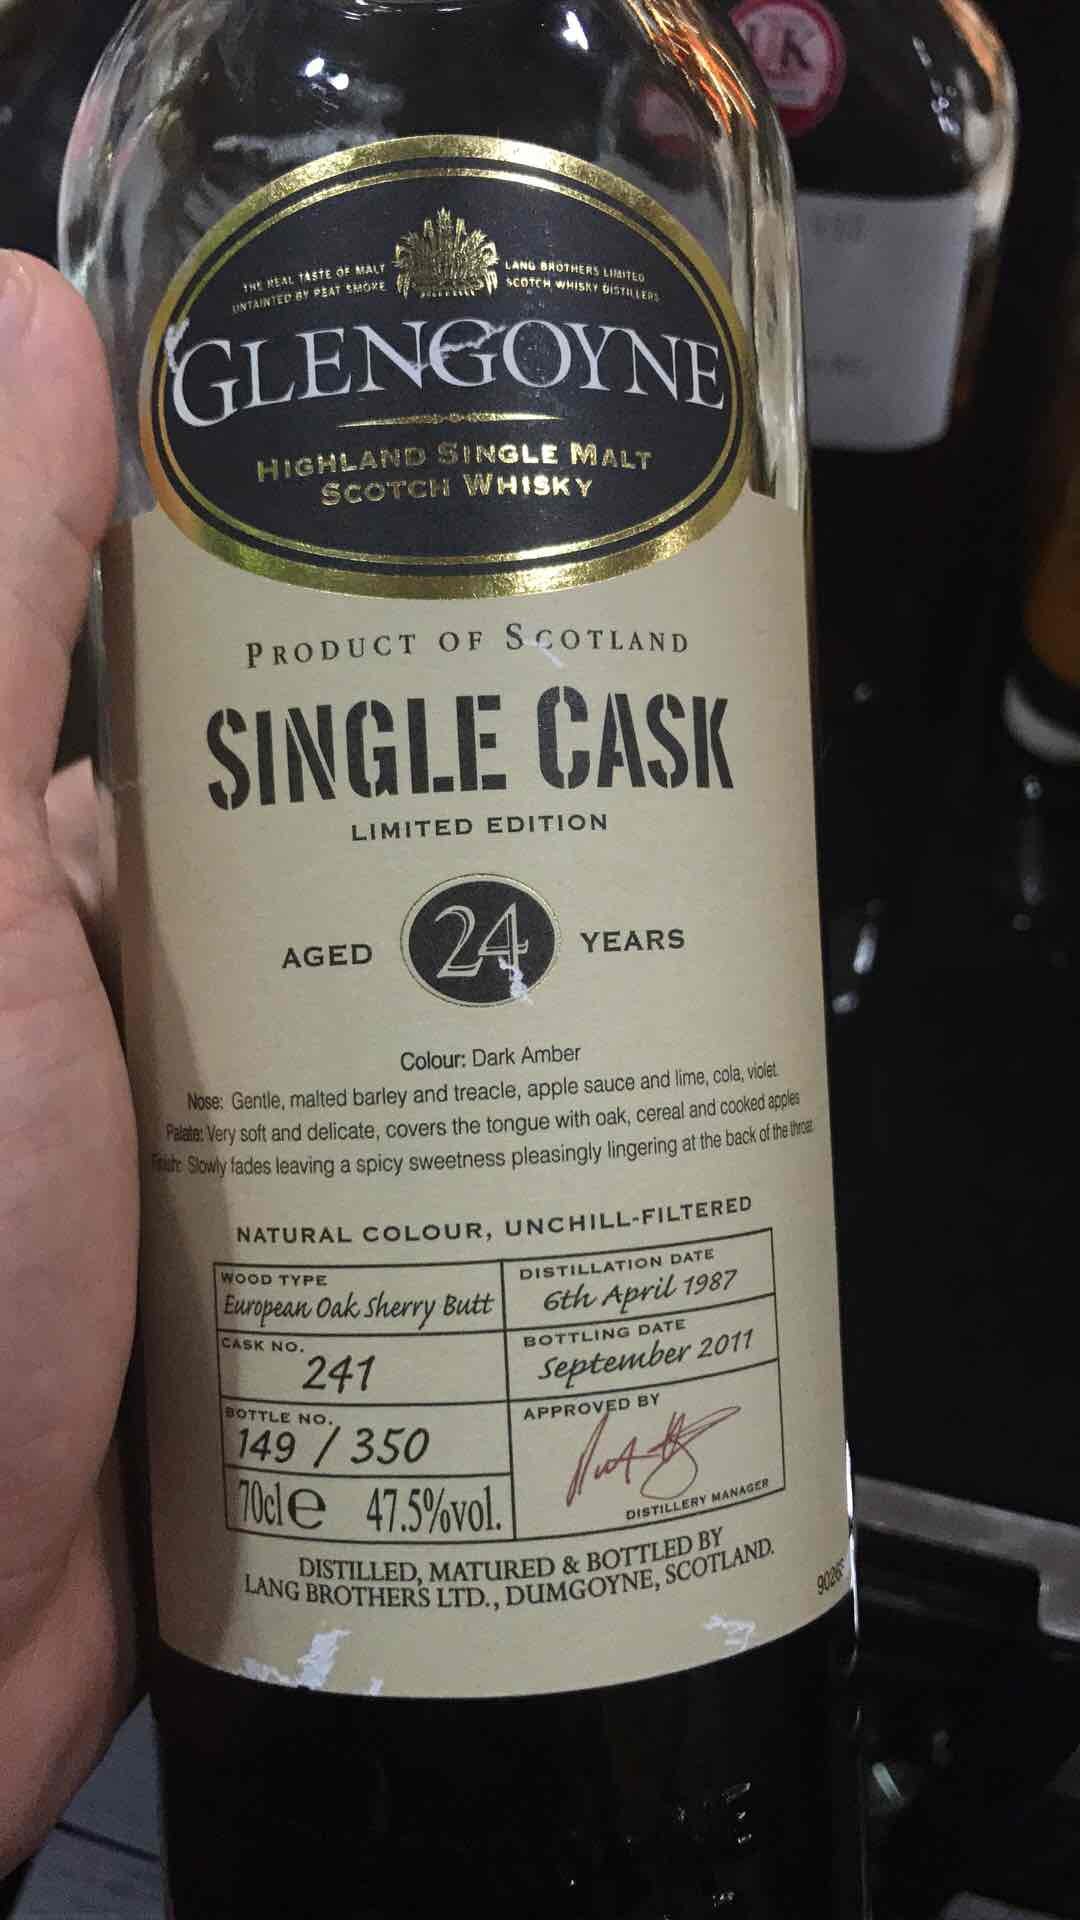 UK
THE REAL TASTE OF MALT
UNTAINTED BY PEAT SMOKE
LANG BROTHERS LIMITED
SCOTCH WHISKY DISTILLERS
GLENGOYNE
HIGHLAND SINGLE MALT
SCOTCH WHISKY
PRODUCT OF SCOTLAND
SINGLE CASK
LIMITED EDITION
AGED 24 YEARS
Colour: Dark Amber
Nose: Gentle, malted barley and treacle, apple sauce and lime, cola, violet.
Palate: Very soft and delicate, covers the tongue with oak, cereal and cooked apples
Finish: Slowly fades leaving a spicy sweetness pleasingly lingering at the back of the throat
NATURAL COLOUR, UNCHILL-FILTERED
WOOD TYPE
European Oak Sherry Butt
DISTILLATION DATE
6th April 1987
CASK NO.
241
BOTTLING DATE
September 2011
BOTTLE NO.
149 / 350
APPROVED BY
70cl e 47.5%vol.
DISTILLERY MANAGER
DISTILLED, MATURED & BOTTLED BY
LANG BROTHERS LTD., DUMGOYNE, SCOTLAND.